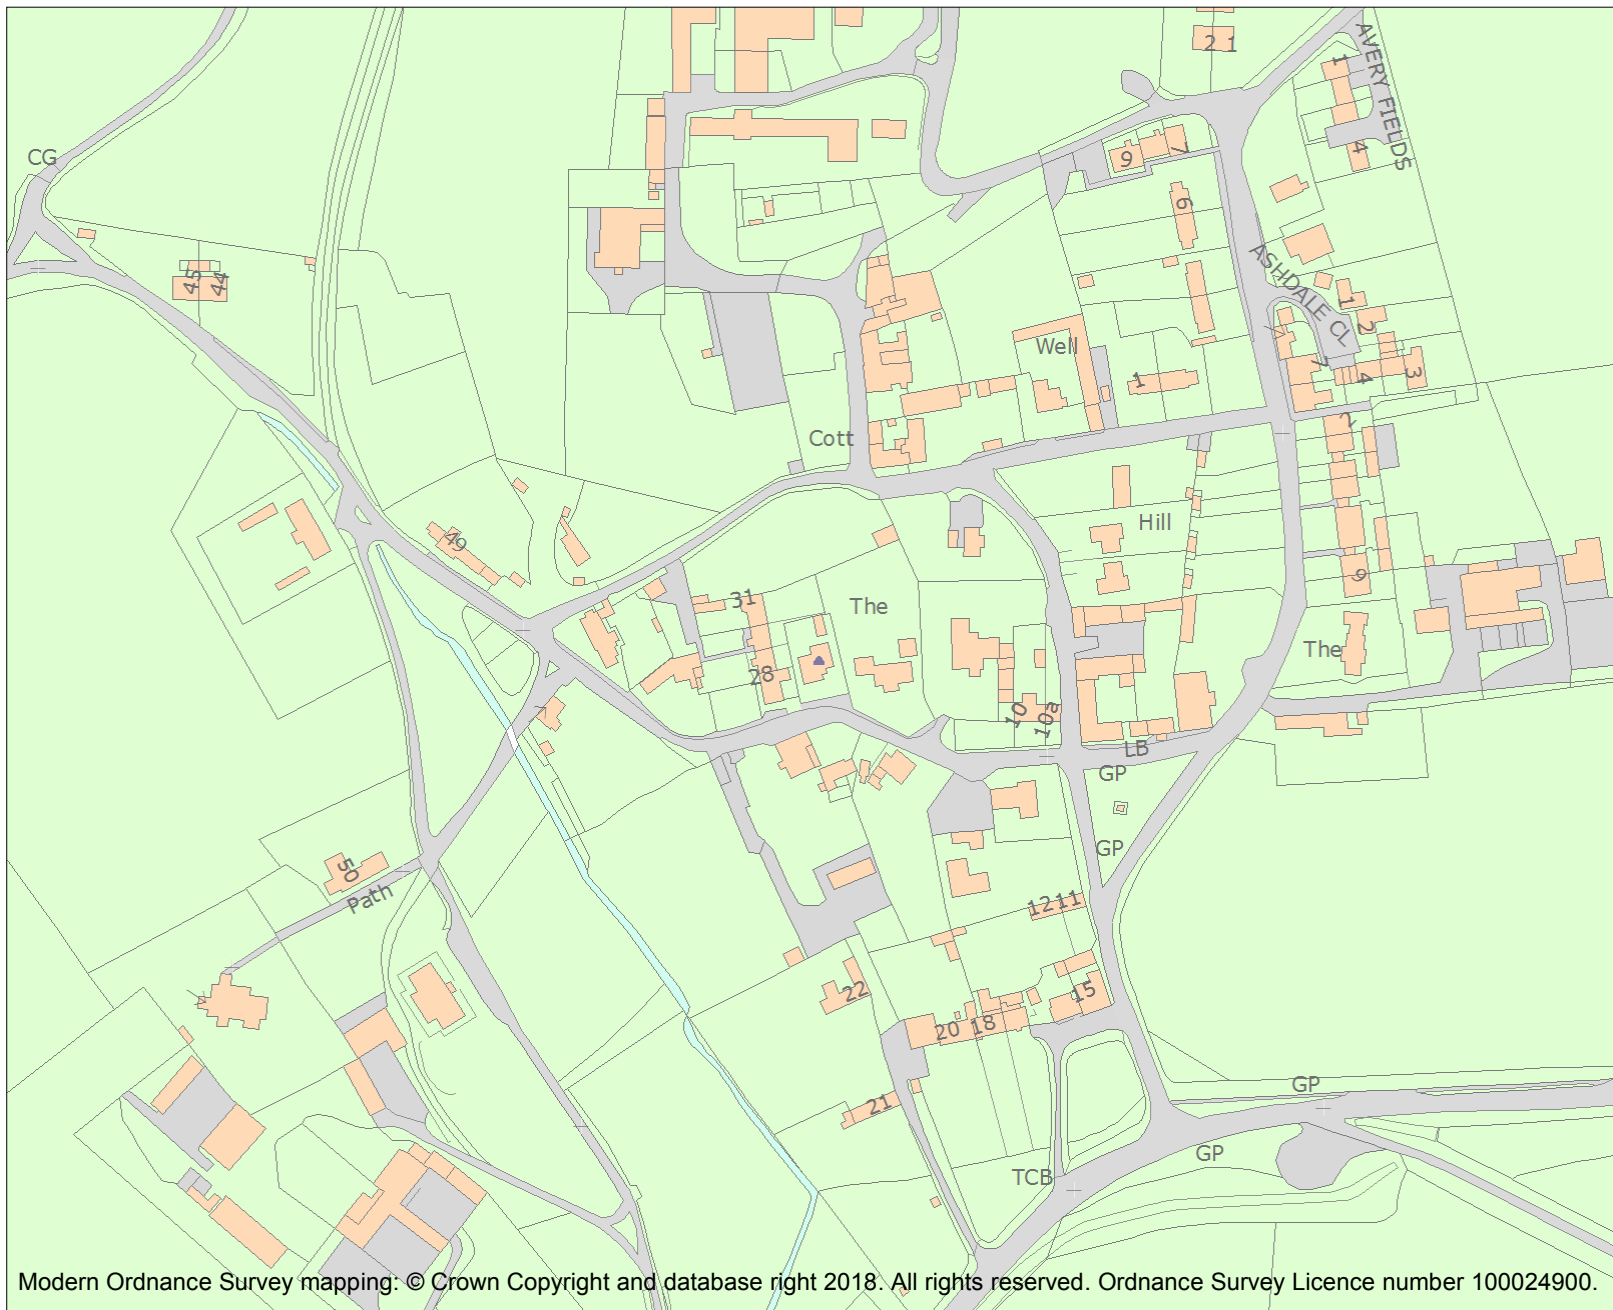 2 1
AVERY FIELDS
1
4
CG
9
7
6
45
44
ASHDALE CL
1
2
7
4
3
Well
1
Cott
2
Hill
49
9
31
The
28
The
10
10a
LB
GP
GP
50
Path
12 11
22
15
20
18
21
GP
GP
TCB
Modern Ordnance Survey mapping: © Crown Copyright and database right 2018. All rights reserved. Ordnance Survey Licence number 100024900.